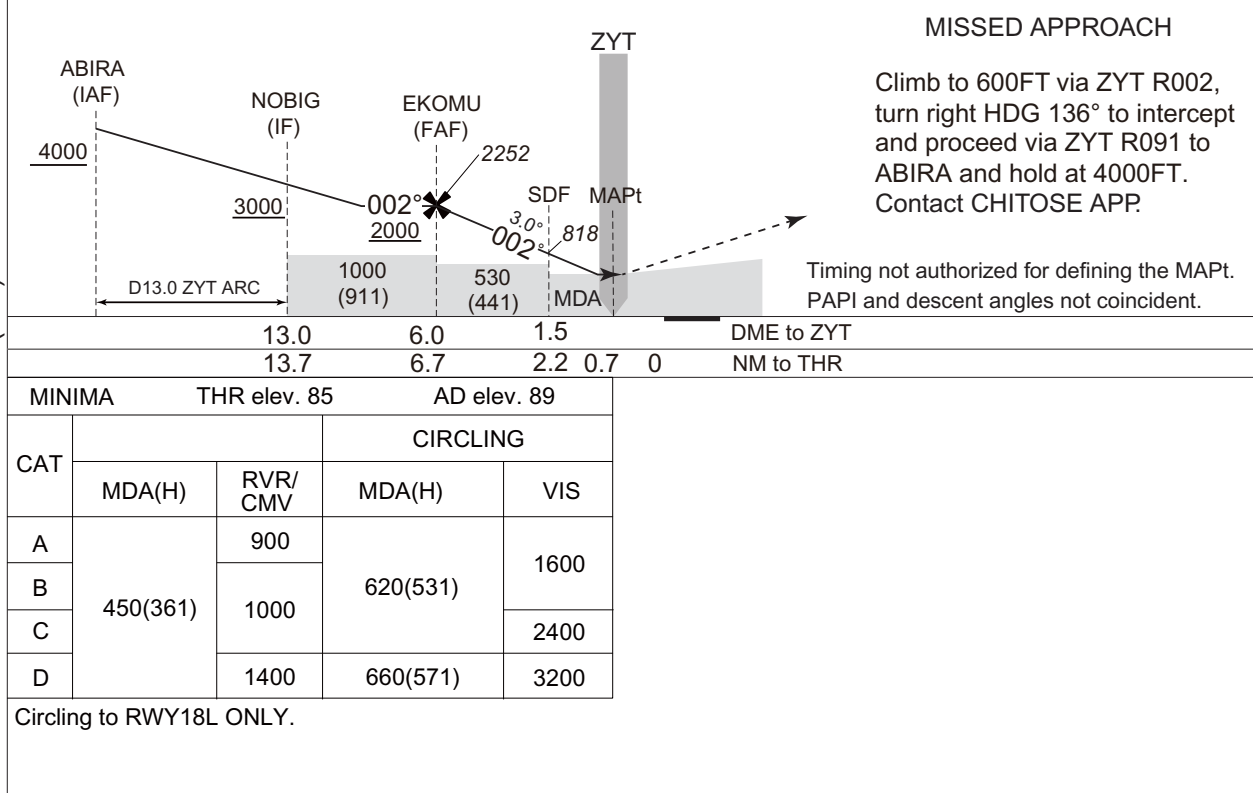 MISSED APPROACH
Climb to 600FT via ZYT R002,
turn right HDG 136° to intercept
and proceed via ZYT R091 to
ABIRA and hold at 4000FT.
Contact CHITOSE APP.
Timing not authorized for defining the MAPt.
PAPI and descent angles not coincident.
ZYT
ABIRA
(IAF)
NOBIG
(IF)
EKOMU
(FAF)
4000
2252
SDF MAPt
3000
002°
2000
3.0°
002°
818
1000
(911)
530
(441)
MDA
D13.0 ZYT ARC
13.0 6.0 1.5 DME to ZYT
13.7 6.7 2.2 0.7 0 NM to THR
MINIMA THR elev. 85 AD elev. 89
CAT
CIRCLING
MDA(H) RVR/ CMV MDA(H) VIS
A 900
B 450(361) 1000 620(531) 1600
C 2400
D 1400 660(571) 3200
Circling to RWY18L ONLY.